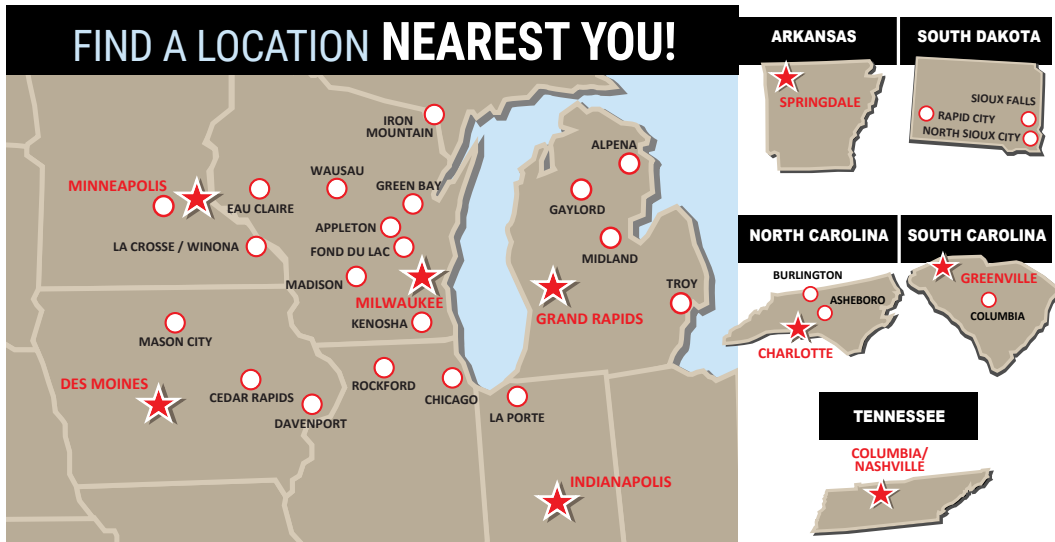 FIND A LOCATION NEAREST YOU!
IRON
MOUNTAIN
MINNEAPOLIS
EAU CLAIRE
WAUSAU
GREEN BAY
APPLETON
LA CROSSE / WINONA
FOND DU LAC
MADISON
MILWAUKEE
KENOSHA
ALPENA
GAYLORD
MIDLAND
TROY
GRAND RAPIDS
MASON CITY
DES MOINES
CEDAR RAPIDS
DAVENPORT
ROCKFORD
CHICAGO
LA PORTE
INDIANAPOLIS
ARKANSAS
SPRINGDALE
SOUTH DAKOTA
SIOUX FALLS
RAPID CITY
NORTH SIOUX CITY
NORTH CAROLINA
BURLINGTON
ASHEBORO
CHARLOTTE
SOUTH CAROLINA
GREENVILLE
COLUMBIA
TENNESSEE
COLUMBIA/
NASHVILLE